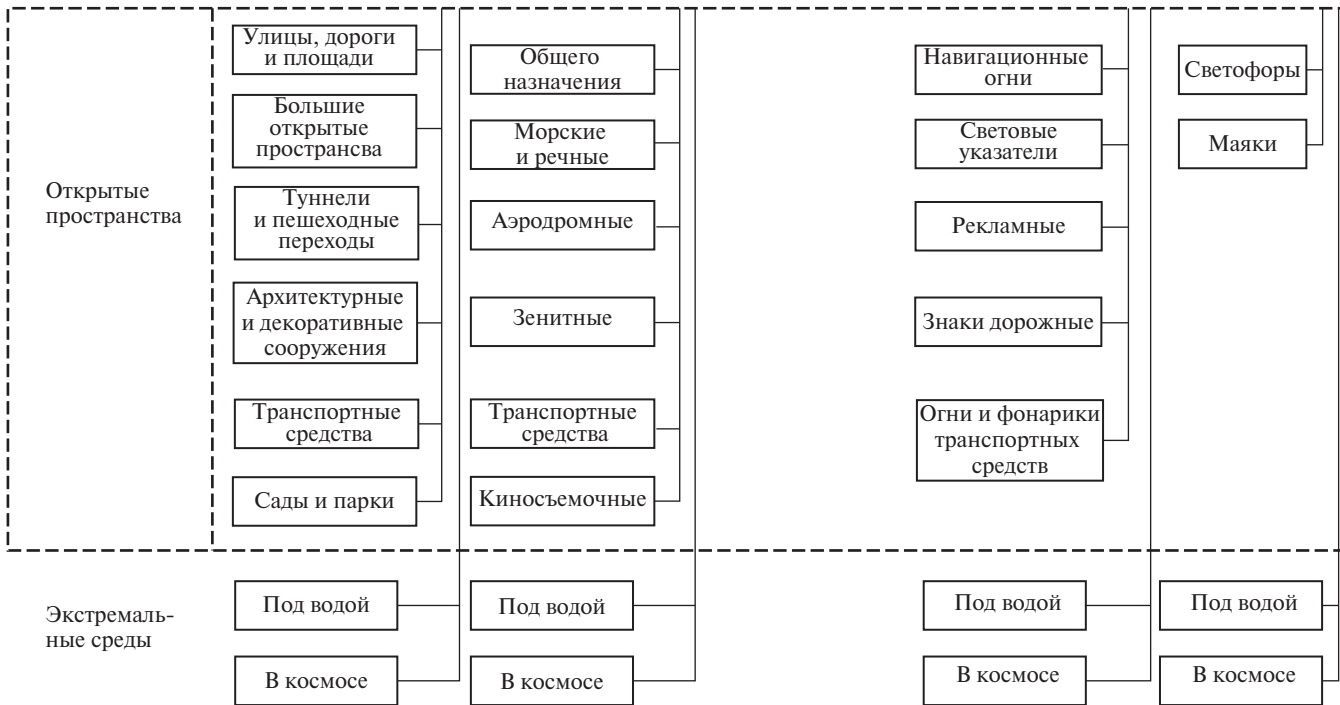 Открытые
пространства
Улицы, дороги
и площади
Большие
открытые
пространсва
Туннели
и пешеходные
переходы
Архитектурные
и декоративные
сооружения
Транспортные
средства
Сады и парки
Общего
назначения
Морские
и речные
Аэродромные
Зенитные
Транспортные
средства
Киносъемочные
Навигационные
огни
Световые
указатели
Рекламные
Знаки дорожные
Огни и фонарики
транспортных
средств
Светофоры
Маяки
Экстремаль-
ные среды
Под водой
В космосе
Под водой
В космосе
Под водой
В космосе
Под водой
В космосе